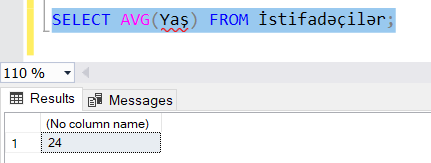 SELECT AVG(Yaş) FROM İstifadəçilər;
110 %
Results Messages
(No column name)
1 24